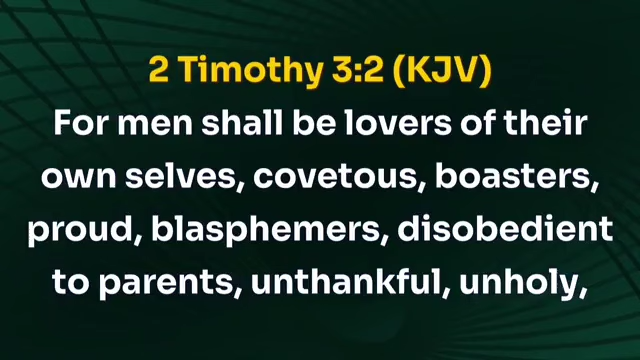 2 Timothy 3:2 (KJV)
For men shall be lovers of their
own selves, covetous, boasters,
proud, blasphemers, disobedient
to parents, unthankful, unholy,